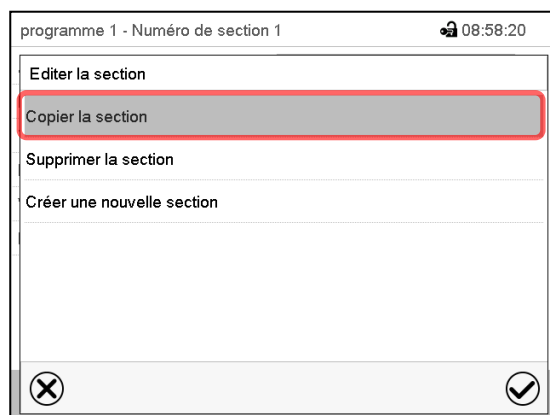 programme 1 - Numéro de section 1 08:58:20
Editer la section
Copier la section
Supprimer la section
Créer une nouvelle section